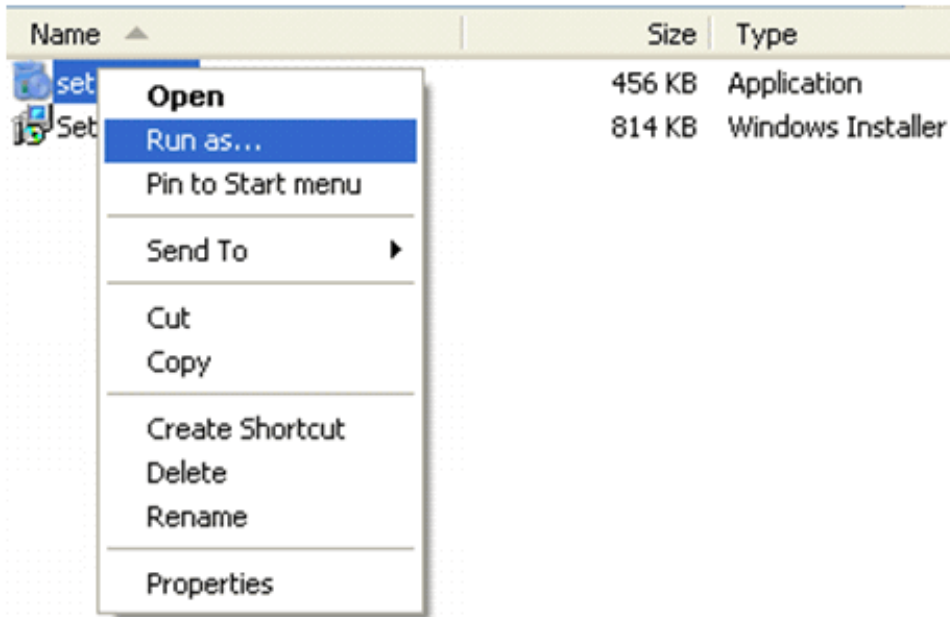 Name Size Type
set 456 KB Application
Set 814 KB Windows Installer
Open
Run as...
Pin to Start menu
Send To
Cut
Copy
Create Shortcut
Delete
Rename
Properties